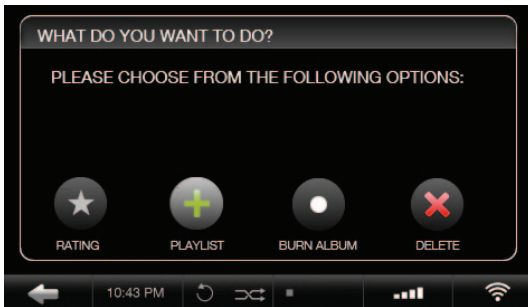 WHAT DO YOU WANT TO DO?
PLEASE CHOOSE FROM THE FOLLOWING OPTIONS:
RATING PLAYLIST BURN ALBUM DELETE
10:43 PM